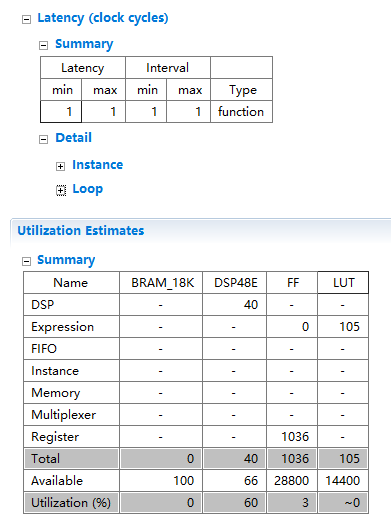 Latency (clock cycles)
Summary
Latency Interval
min max min max Type
1 1 1 1 function
Detail
Instance
Loop
Utilization Estimates
Summary
Name BRAM_18K DSP48E FF LUT
DSP - 40 - -
Expression - - 0 105
FIFO - - - -
Instance - - - -
Memory - - - -
Multiplexer - - - -
Register - - 1036 -
Total 0 40 1036 105
Available 100 66 28800 14400
Utilization (%) 0 60 3 ~0